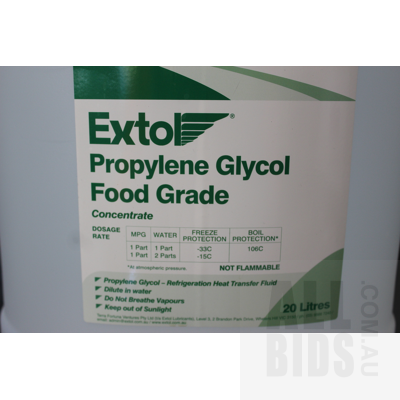 Extol®
Propylene Glycol
Food Grade
Concentrate
DOSAGE RATE MPG WATER FREEZE PROTECTION BOIL PROTECTION*
1 Part 1 Part -33C 106C
1 Part 2 Parts -15C
*At atmospheric pressure
NOT FLAMMABLE
Propylene Glycol – Refrigeration Heat Transfer Fluid
Dilute in water
Do Not Breathe Vapours
Keep out of Sunlight
20 Litres
ALL
BIDS
.COM.AU